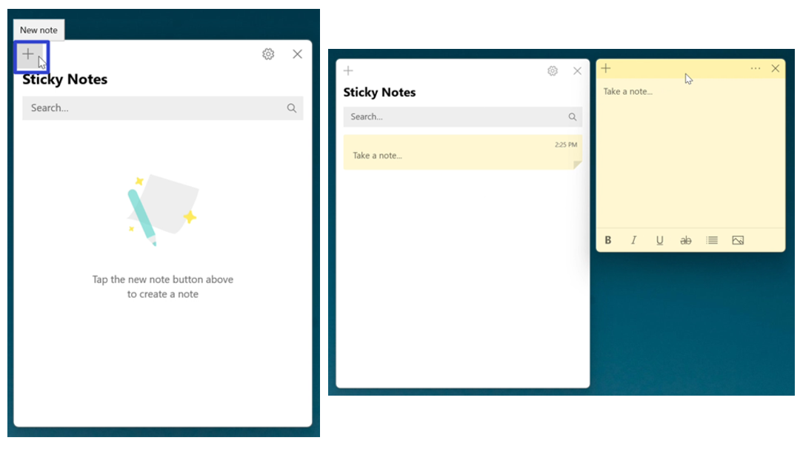 New note
Sticky Notes
Search...
Tap the new note button above
to create a note
Sticky Notes
Search...
2:25 PM
Take a note...
Take a note...
B I U ab